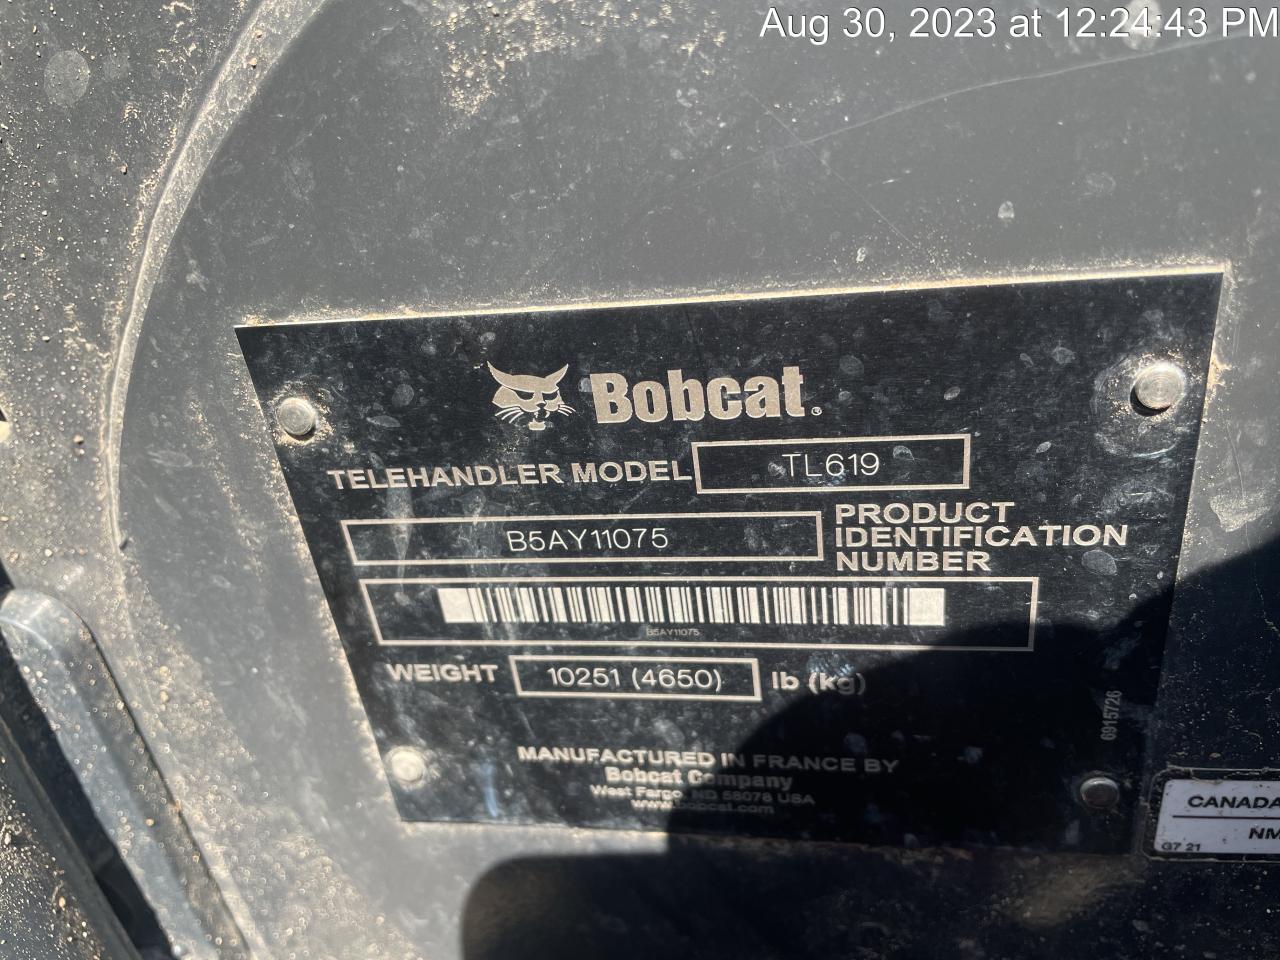 Aug 30, 2023 at 12:24:43 PM
Bobcat®
TELEHANDLER MODEL TL619
B5AY11075
PRODUCT
IDENTIFICATION
NUMBER
B5AY11075
WEIGHT 10251 (4650) lb (kg)
6915726
MANUFACTURED IN FRANCE BY
Bobcat Company
West Fargo, ND 58078 USA
www.bobcat.com
CANADA
NM
G7 21